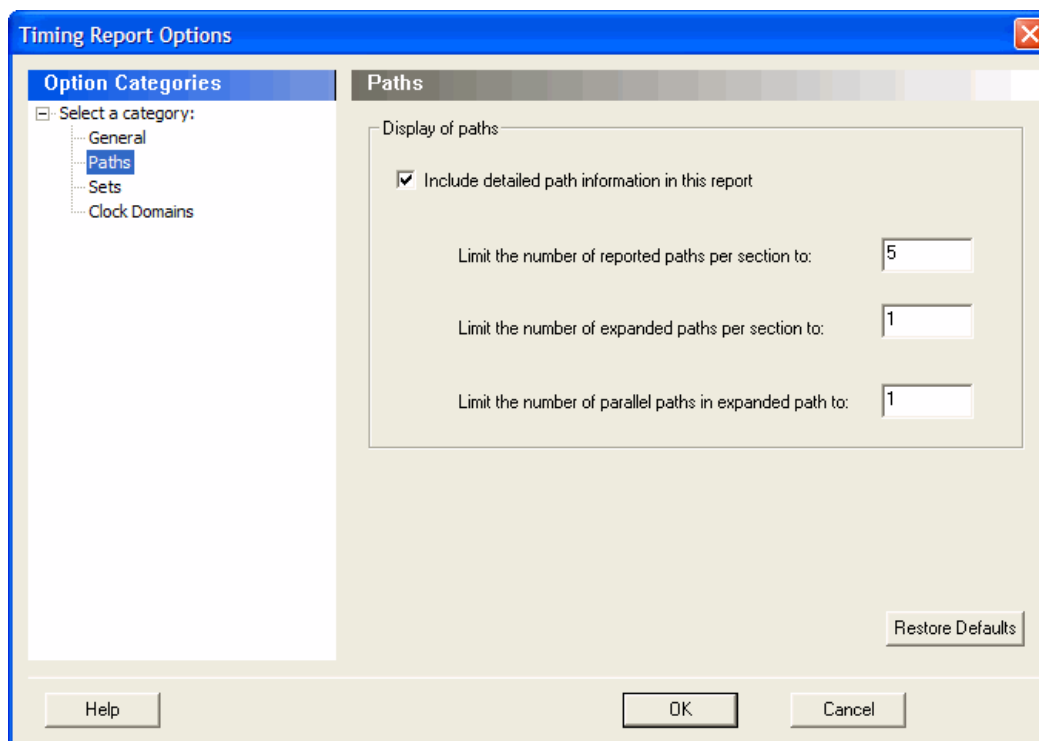 Timing Report Options
Option Categories
Select a category:
General
Paths
Sets
Clock Domains
Paths
Display of paths
Include detailed path information in this report
Limit the number of reported paths per section to: 5
Limit the number of expanded paths per section to: 1
Limit the number of parallel paths in expanded path to: 1
Restore Defaults
Help OK Cancel